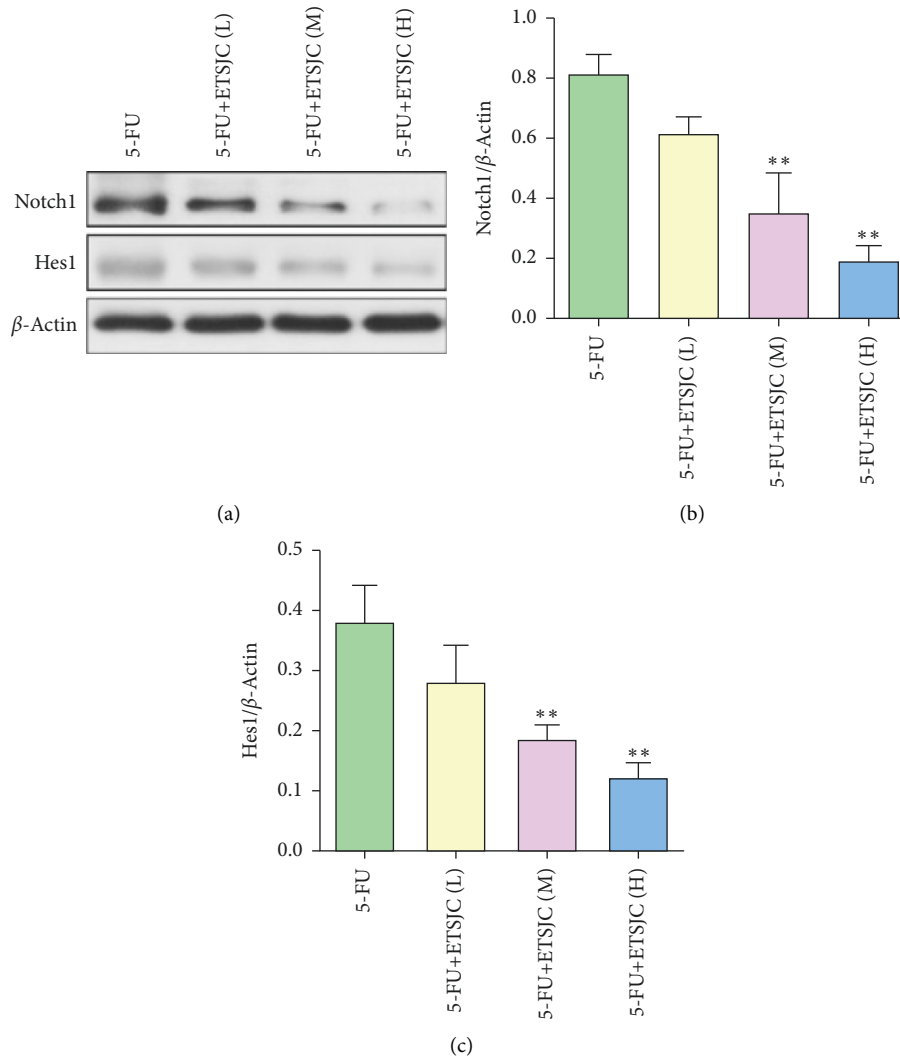 5-FU
5-FU+ETSJC (L)
5-FU+ETSJC (M)
5-FU+ETSJC (H)
Notch1
Hes1
β-Actin
(a)
Notch1/β-Actin
1.0
0.8
0.6
0.4
0.2
0.0
**
**
5-FU
5-FU+ETSJC (L)
5-FU+ETSJC (M)
5-FU+ETSJC (H)
(b)
Hes1/β-Actin
0.5
0.4
0.3
0.2
0.1
0.0
**
**
5-FU
5-FU+ETSJC (L)
5-FU+ETSJC (M)
5-FU+ETSJC (H)
(c)